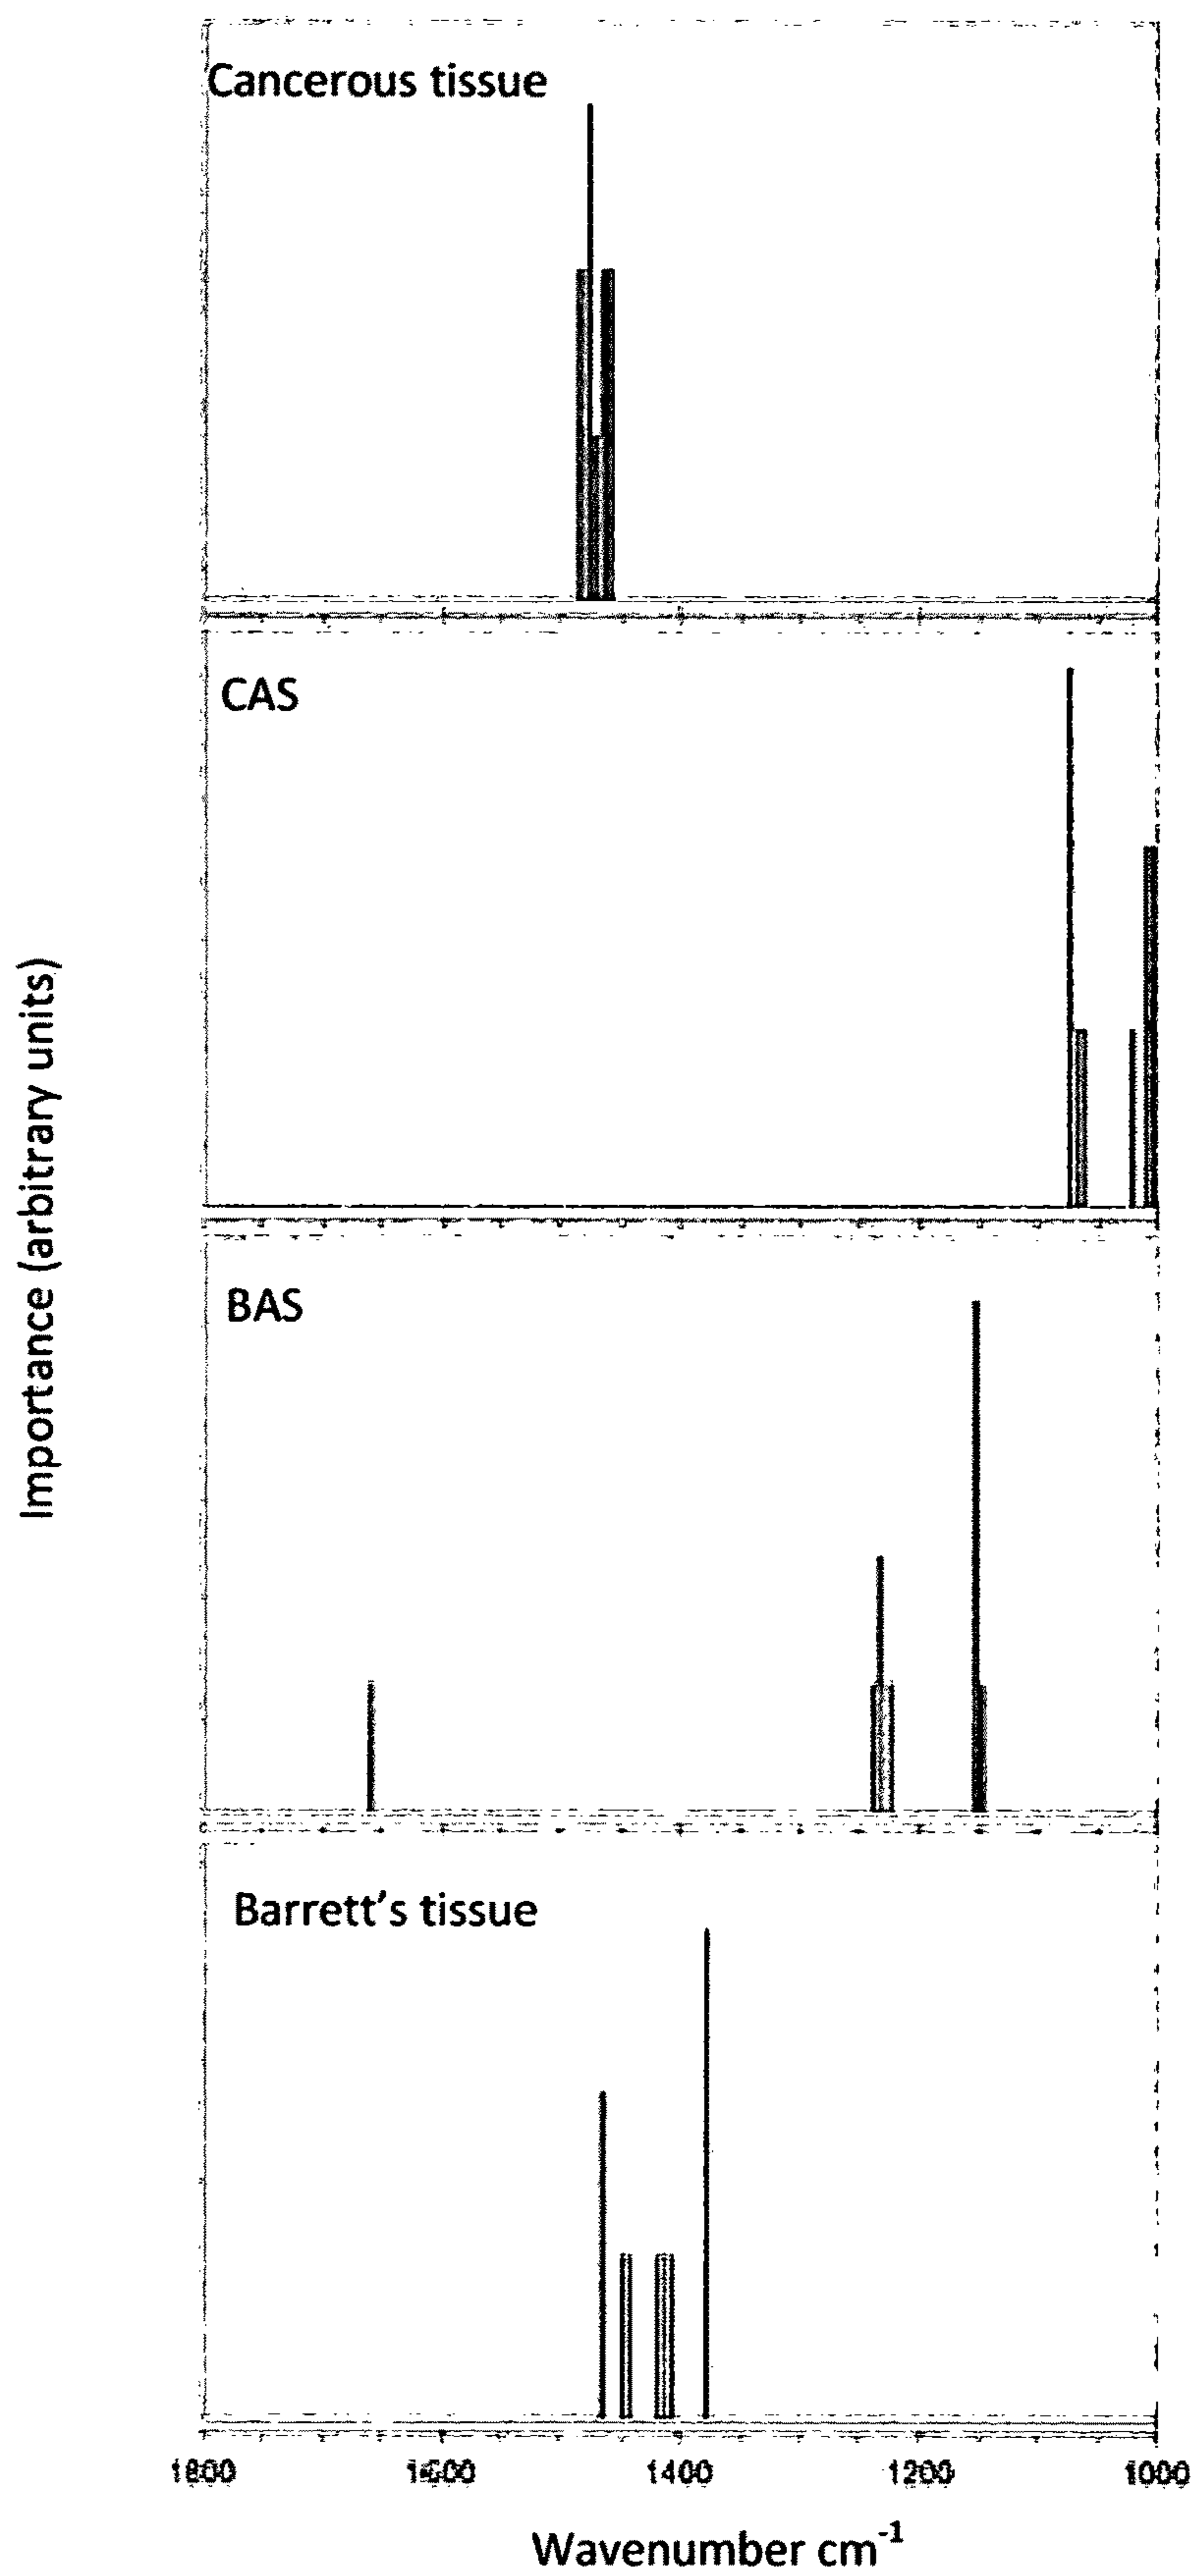 Cancerous tissue
CAS
BAS
Barrett's tissue
Importance (arbitrary units)
1800 1600 1400 1200 1000
Wavenumber cm-1